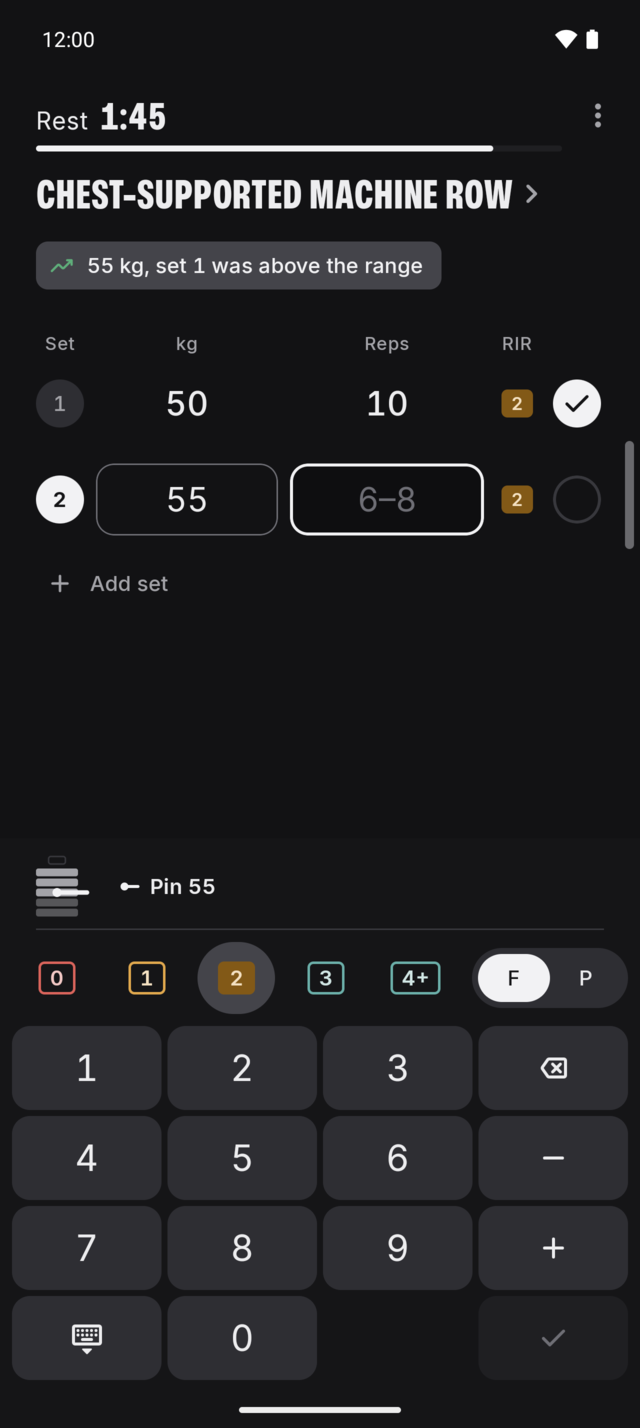 12:00
Rest 1:45
CHEST-SUPPORTED MACHINE ROW
55 kg, set 1 was above the range
Set kg Reps RIR
1 50 10 2
2 55 6–8 2
+ Add set
Pin 55
0 1 2 3 4+ F P
1 2 3
4 5 6 −
7 8 9 +
0